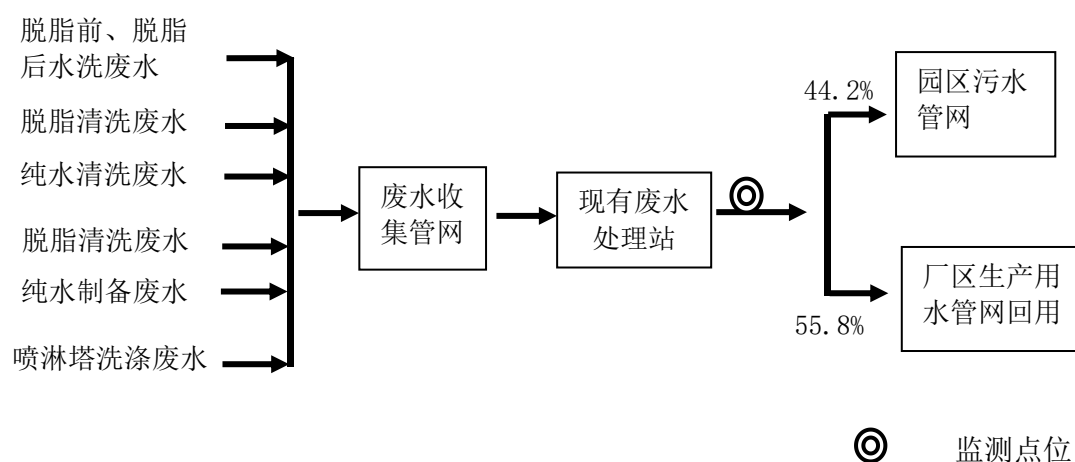 脱脂前、脱脂
后水洗废水
脱脂清洗废水
纯水清洗废水
脱脂清洗废水
纯水制备废水
喷淋塔洗涤废水
废水收
集管网
现有废水
处理站
44.2%
园区污水
管网
55.8%
厂区生产用
水管网回用
监测点位